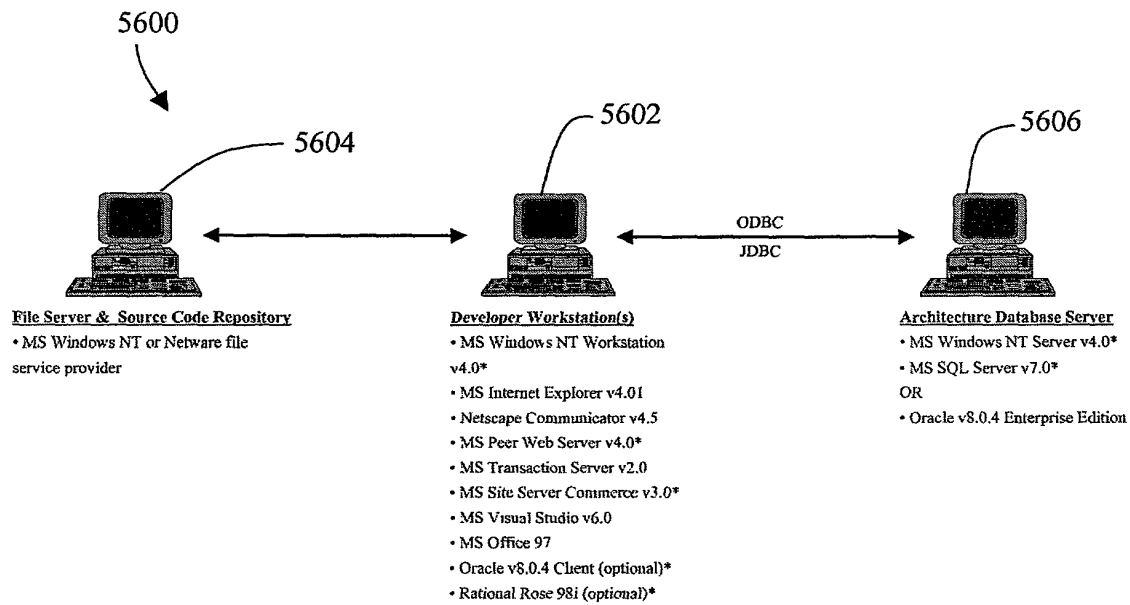 5600
5604
5602
5606
ODBC
JDBC
File Server & Source Code Repository
• MS Windows NT or Netware file
service provider
Developer Workstation(s)
• MS Windows NT Workstation
v4.0*
• MS Internet Explorer v4.01
• Netscape Communicator v4.5
• MS Peer Web Server v4.0*
• MS Transaction Server v2.0
• MS Site Server Commerce v3.0*
• MS Visual Studio v6.0
• MS Office 97
• Oracle v8.0.4 Client (optional)*
• Rational Rose 98i (optional)*
Architecture Database Server
• MS Windows NT Server v4.0*
• MS SQL Server v7.0*
OR
• Oracle v8.0.4 Enterprise Edition